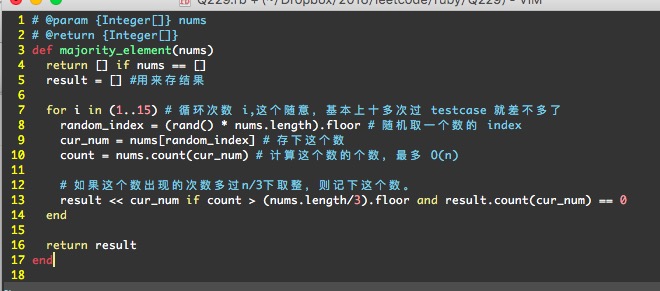 Q229.rb + (~/Dropbox/2016/leetcode/ruby/Q229) - VIM
1 # @param {Integer[]} nums
2 # @return {Integer[]}
3 def majority_element(nums)
4   return [] if nums == []
5   result = [] #用来存结果
6
7   for i in (1..15) # 循环次数 i,这个随意, 基本上十多次过 testcase 就差不多了
8     random_index = (rand() * nums.length).floor # 随机取一个数的 index
9     cur_num = nums[random_index] # 存下这个数
10     count = nums.count(cur_num) # 计算这个数的个数, 最多 O(n)
11
12     # 如果这个数出现的次数多过n/3下取整, 则记下这个数。
13     result << cur_num if count > (nums.length/3).floor and result.count(cur_num) == 0
14   end
15
16   return result
17 end
18